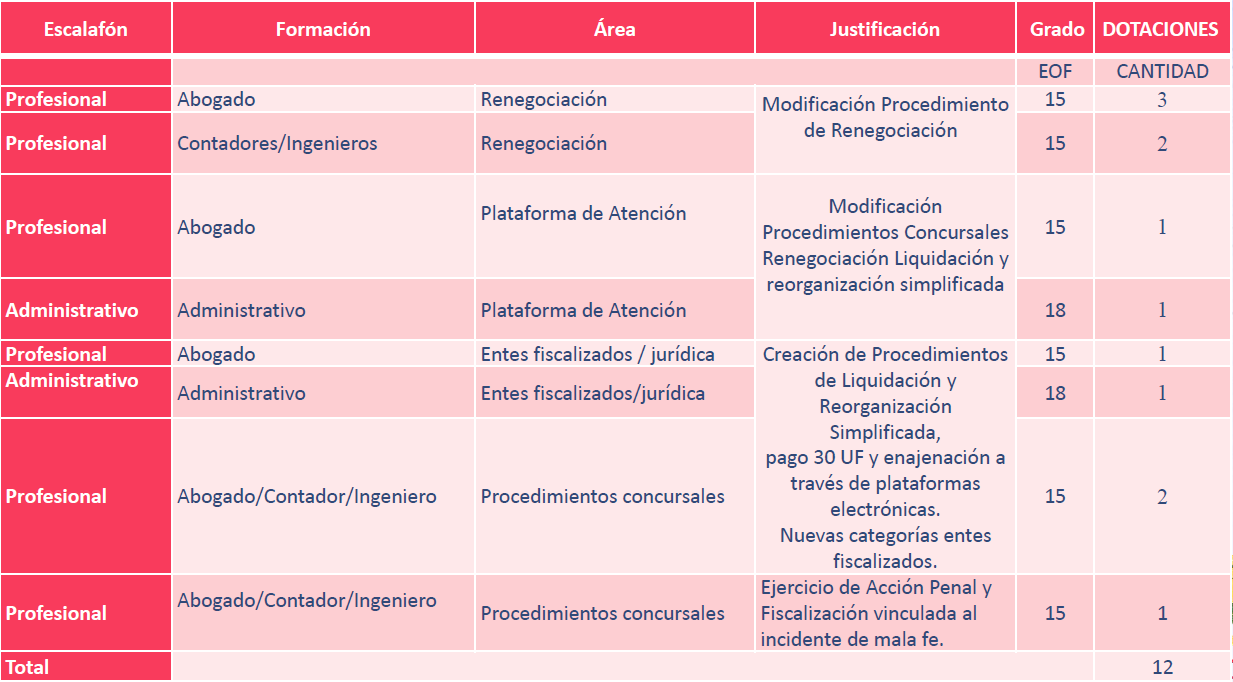 Escalafón Formación Área Justificación Grado DOTACIONES
EOF CANTIDAD
Profesional Abogado Renegociación 15 3
Modificación Procedimiento
de Renegociación
Profesional Contadores/Ingenieros Renegociación 15 2
Profesional Abogado Plataforma de Atención 15 1
Modificación
Procedimientos Concursales
Renegociación Liquidación y
reorganización simplificada
Administrativo Administrativo Plataforma de Atención 18 1
Profesional Abogado Entes fiscalizados / jurídica 15 1
Creación de Procedimientos
de Liquidación y
Reorganización
Simplificada,
pago 30 UF y enajenación a
través de plataformas
electrónicas.
Nuevas categorías entes
fiscalizados.
Administrativo Administrativo Entes fiscalizados/jurídica 18 1
Profesional Abogado/Contador/Ingeniero Procedimientos concursales 15 2
Profesional Abogado/Contador/Ingeniero Procedimientos concursales 15 1
Ejercicio de Acción Penal y
Fiscalización vinculada al
incidente de mala fe.
Total 12